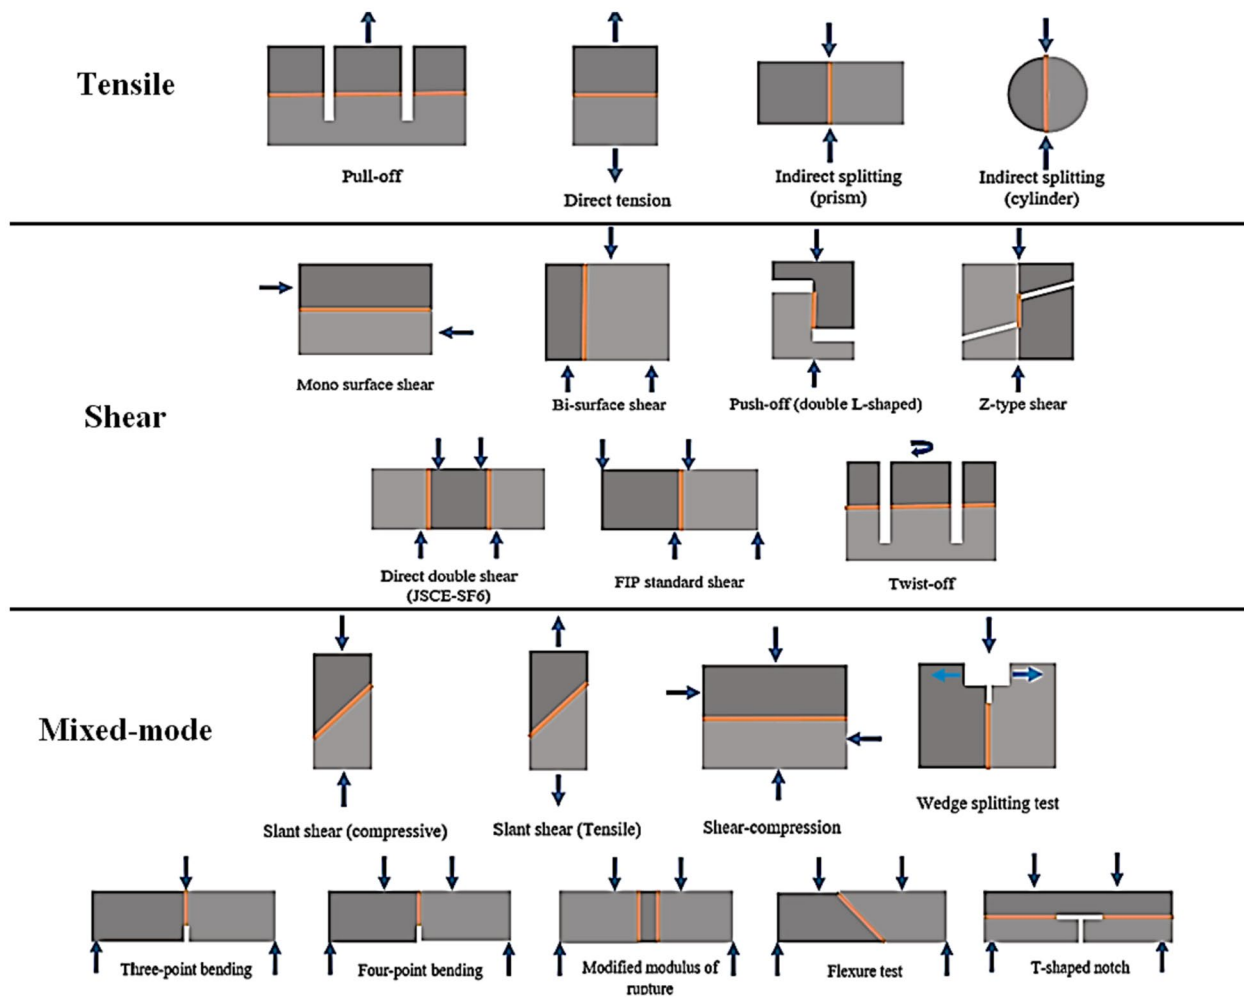 Tensile
Pull-off
Direct tension
Indirect splitting
(prism)
Indirect splitting
(cylinder)
Shear
Mono surface shear
Bi-surface shear
Push-off (double L-shaped)
Z-type shear
Direct double shear
(JSCE-SF6)
FIP standard shear
Twist-off
Mixed-mode
Slant shear (compressive)
Slant shear (Tensile)
Shear-compression
Wedge splitting test
Three-point bending
Four-point bending
Modified modulus of
rupture
Flexure test
T-shaped notch